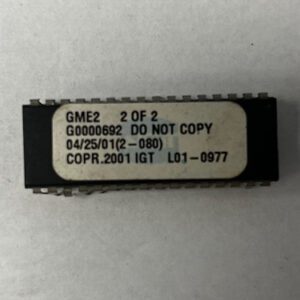 GME2 2 OF 2
G0000692 DO NOT COPY
04/25/01(2-080)
COPR.2001 IGT L01-0977